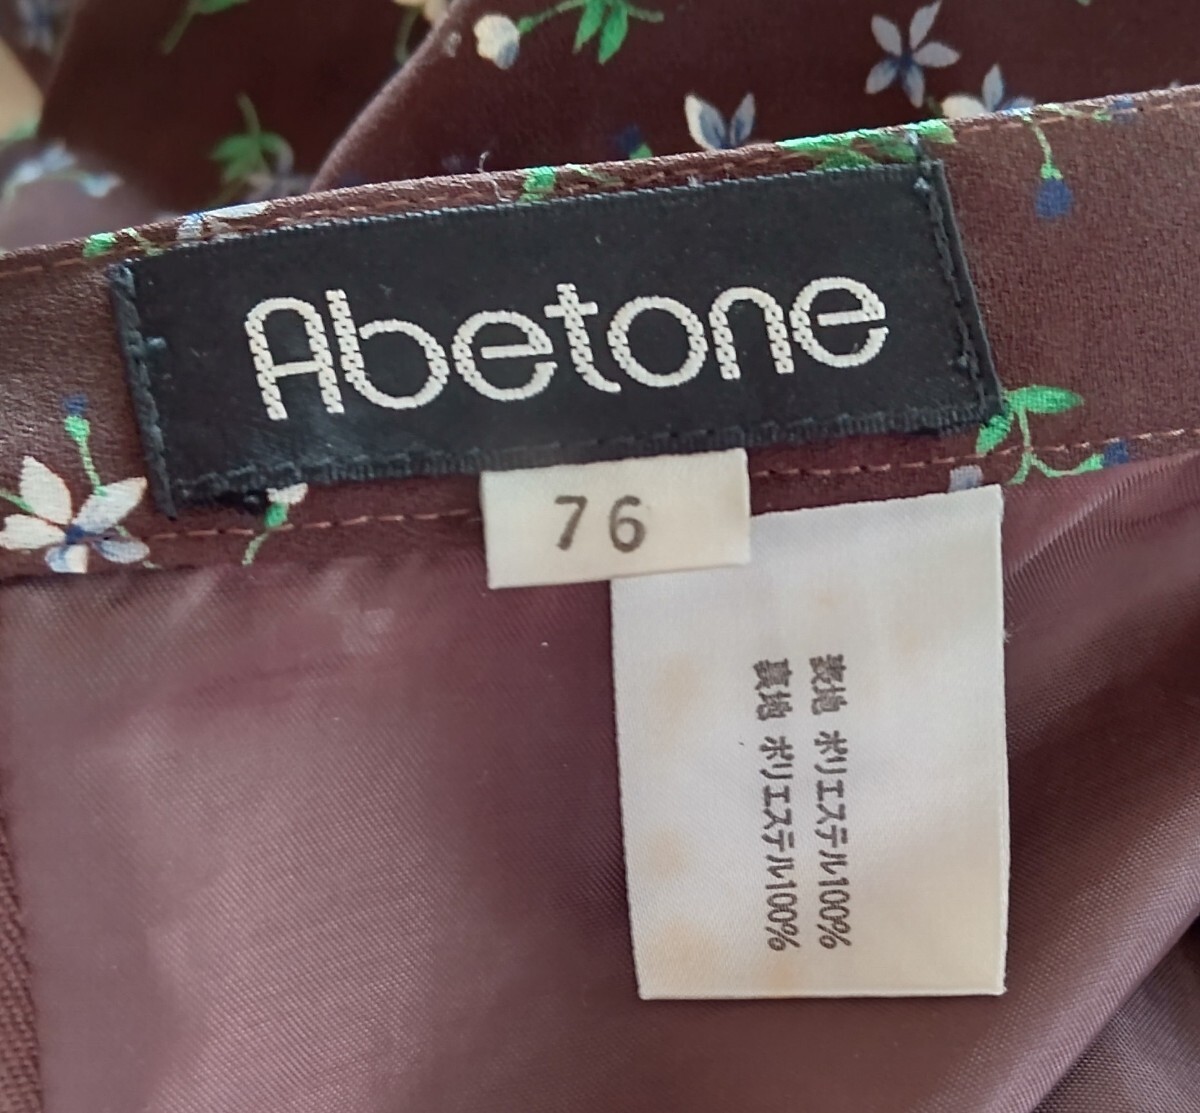 Abetone
76
表地 ポリエステル100%
裏地 ポリエステル100%